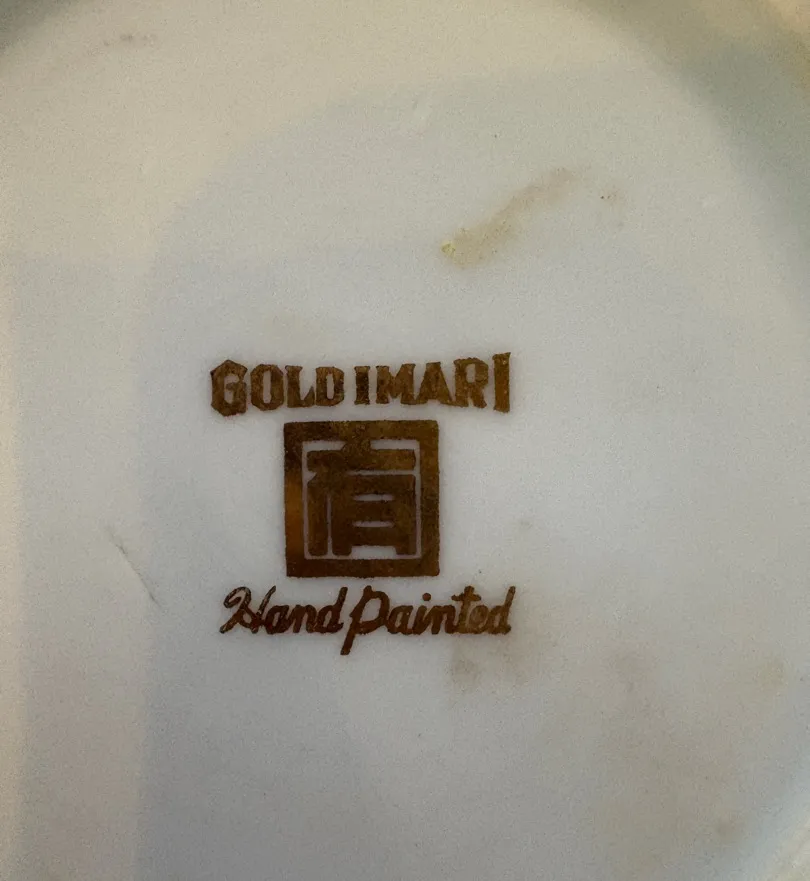 GOLD IMARI
有
Hand Painted